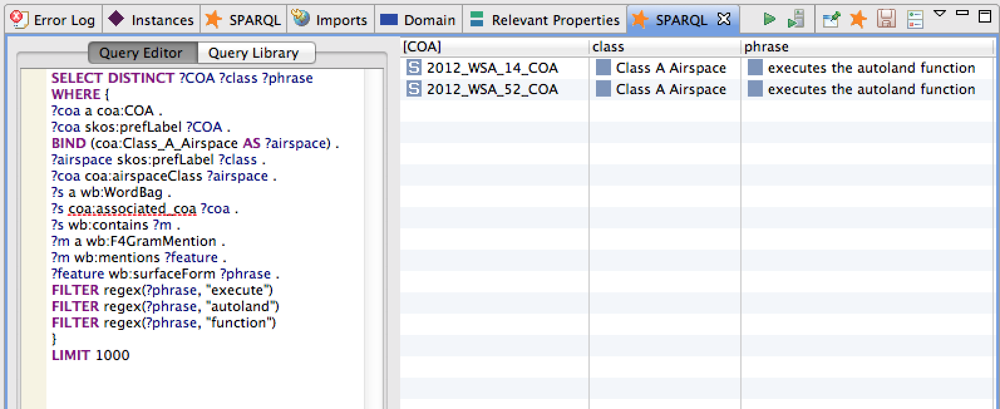 Error Log Instances SPARQL Imports Domain Relevant Properties SPARQL
Query Editor Query Library
SELECT DISTINCT ?COA ?class ?phrase
WHERE {
?coa a coa:COA .
?coa skos:prefLabel ?COA .
BIND (coa:Class_A_Airspace AS ?airspace) .
?airspace skos:prefLabel ?class .
?coa coa:airspaceClass ?airspace .
?s a wb:WordBag .
?s coa:associated_coa ?coa .
?s wb:contains ?m .
?m a wb:F4GramMention .
?m wb:mentions ?feature .
?feature wb:surfaceForm ?phrase .
FILTER regex(?phrase, "execute")
FILTER regex(?phrase, "autoland")
FILTER regex(?phrase, "function")
}
LIMIT 1000
[COA] class phrase
S 2012_WSA_14_COA Class A Airspace executes the autoland function
S 2012_WSA_52_COA Class A Airspace executes the autoland function